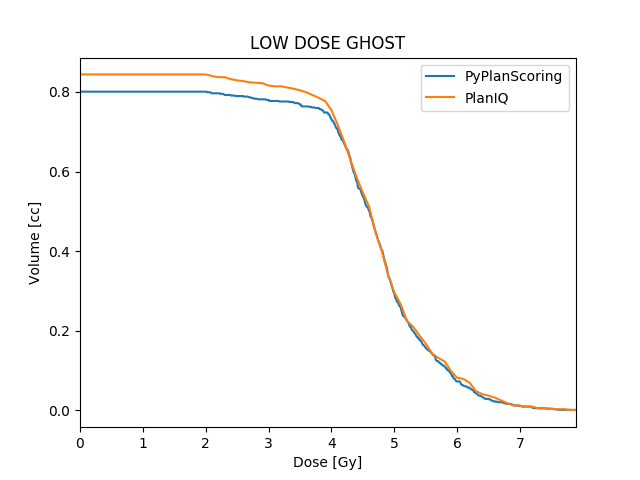 LOW DOSE GHOST
PyPlanScoring
PlanIQ
Volume [cc]
0.8
0.6
0.4
0.2
0.0
0 1 2 3 4 5 6 7
Dose [Gy]